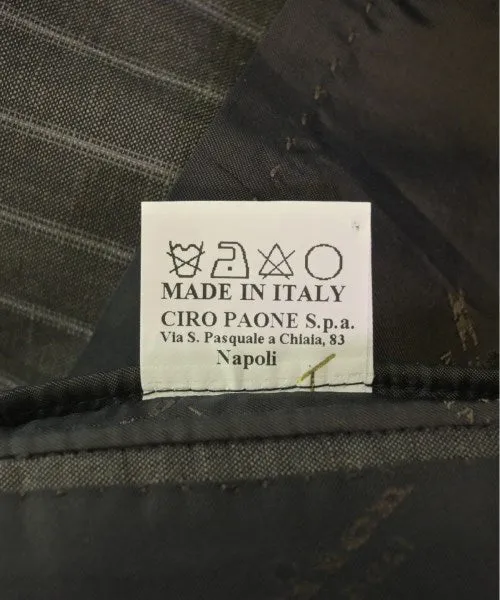 MADE IN ITALY
CIRO PAONE S.p.a.
Via S. Pasquale a Chiaia, 83
Napoli